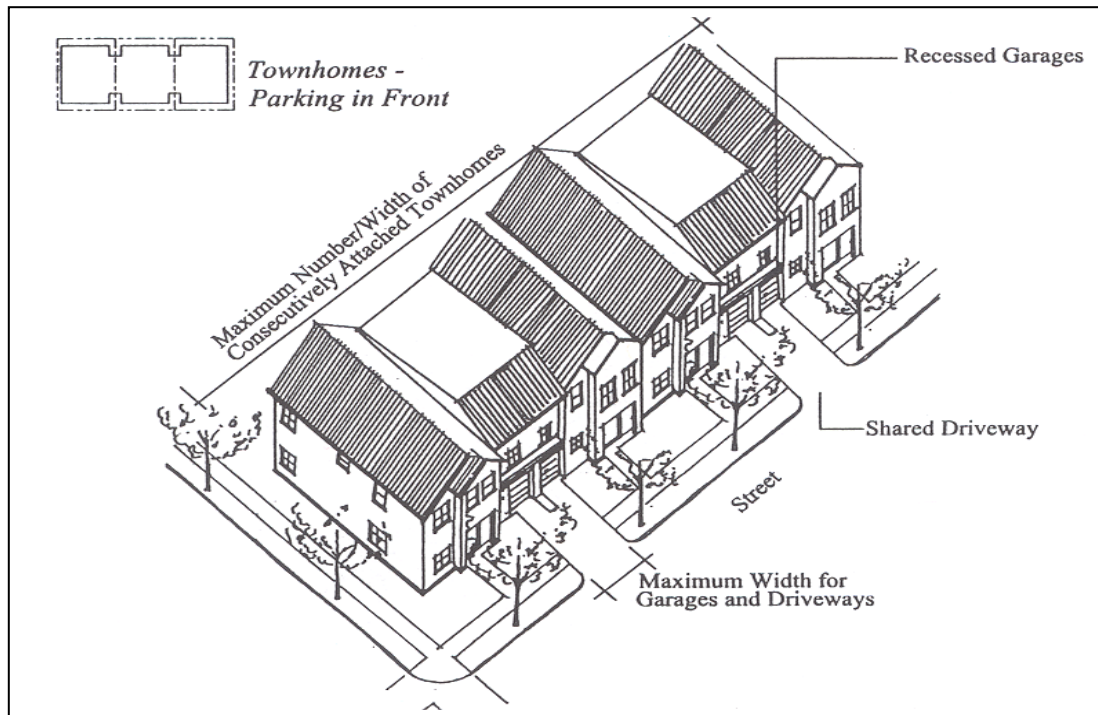 Townhomes -
Parking in Front
Recessed Garages
Maximum Number/Width of
Consecutively Attached Townhomes
Shared Driveway
Street
Maximum Width for
Garages and Driveways